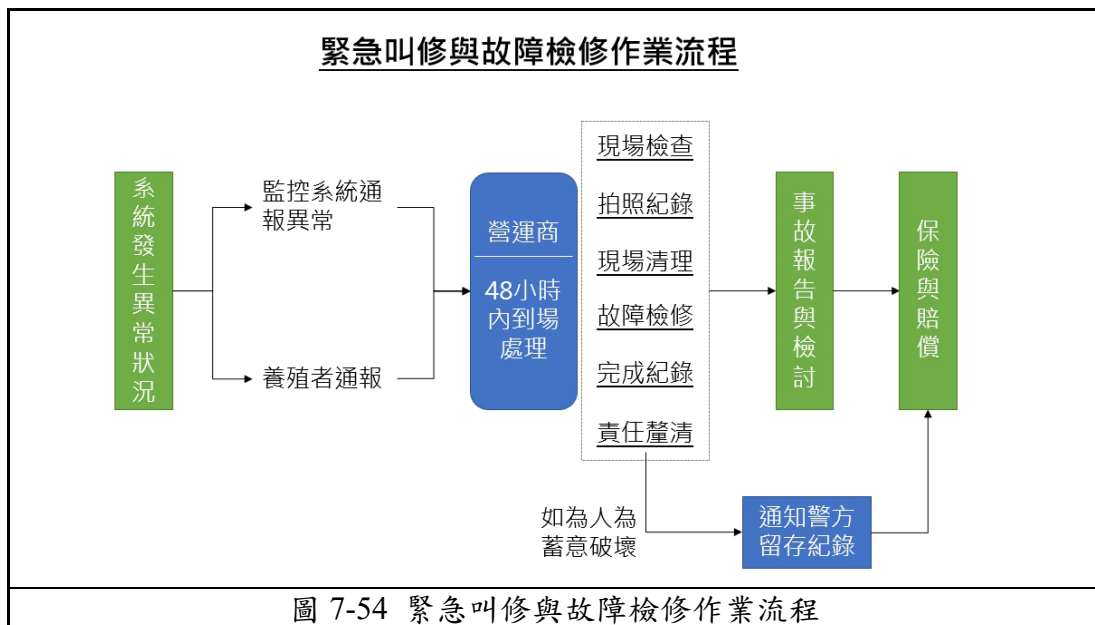 緊急叫修與故障檢修作業流程
系統發生異常狀況
監控系統通
報異常
養殖者通報
營運商
48小時
內到場
處理
現場檢查
拍照紀錄
現場清理
故障檢修
完成紀錄
責任釐清
事故報告與檢討
保險與賠償
如為人為
蓄意破壞
通知警方
留存紀錄
圖 7-54 緊急叫修與故障檢修作業流程